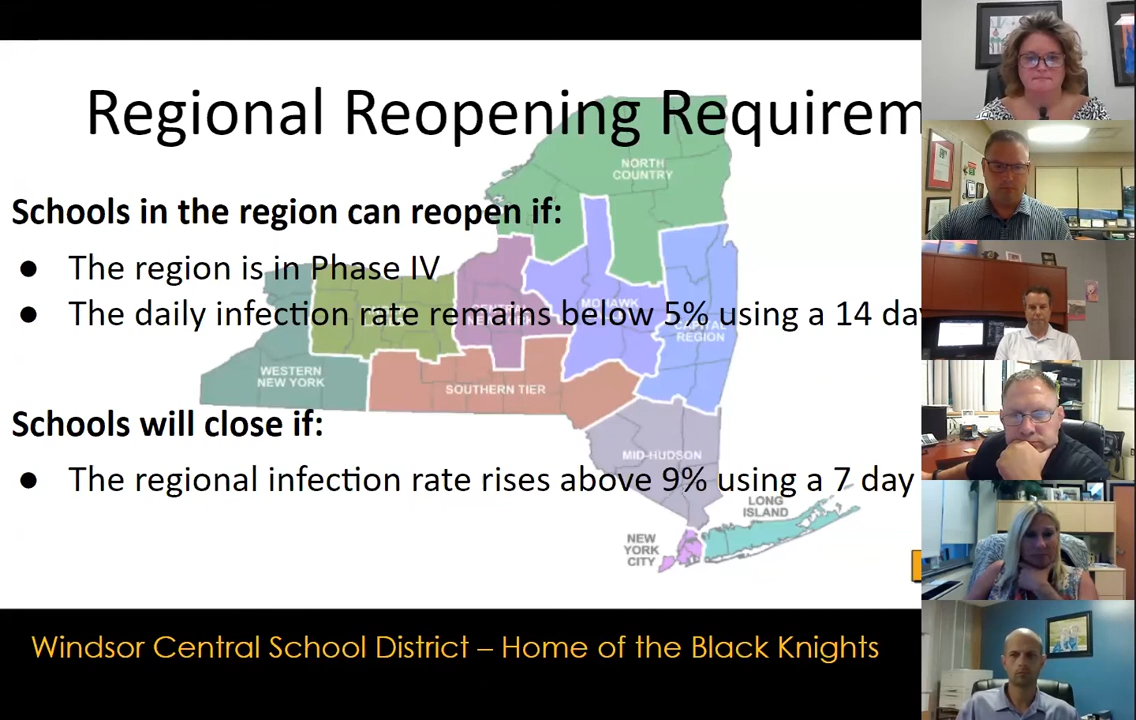 Regional Reopening Requirem
NORTH
COUNTRY
Schools in the region can reopen if:
● The region is in Phase IV
● The daily infection rate remains below 5% using a 14 day
MOHAWK
CAPITAL
REGION
WESTERN
NEW YORK
SOUTHERN TIER
Schools will close if:
MID-HUDSON
● The regional infection rate rises above 9% using a 7 day
LONG
ISLAND
NEW
YORK
CITY
Windsor Central School District – Home of the Black Knights